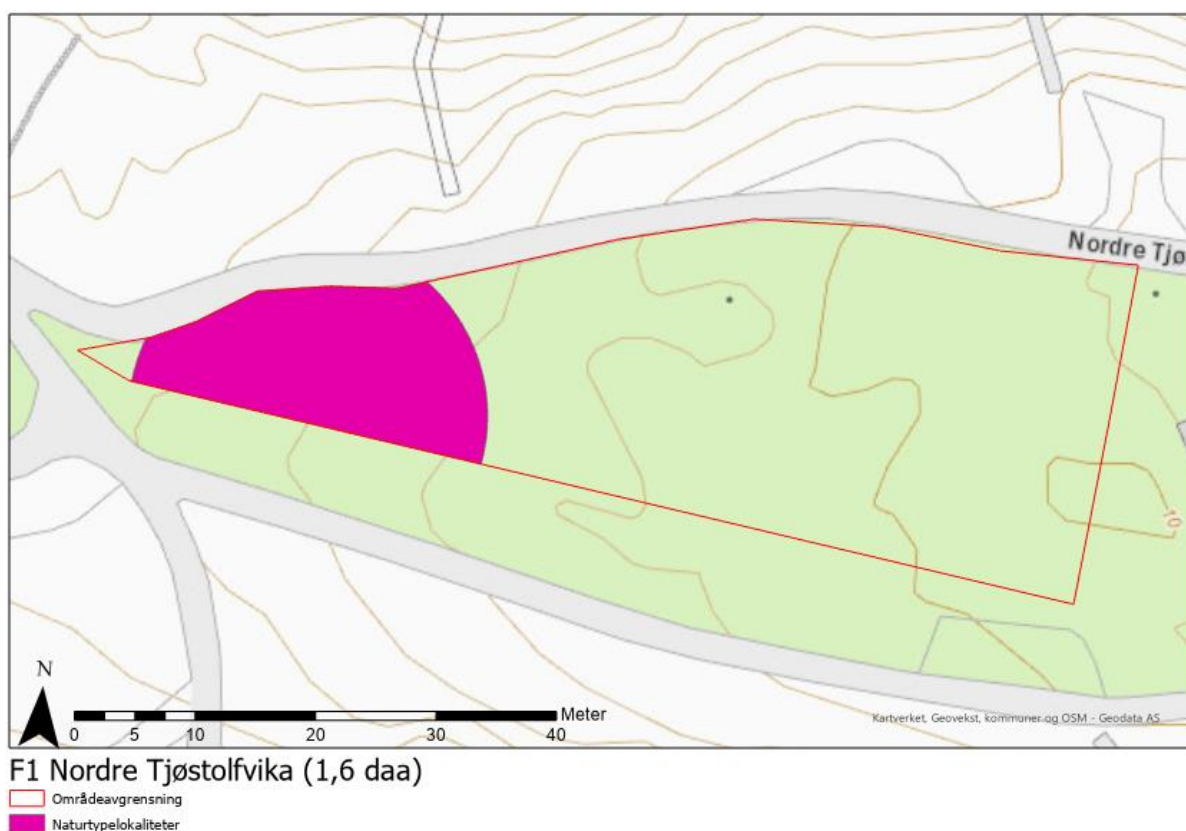 Nordre Tjø
10
N
Meter
0 5 10 20 30 40
Kartverket, Geovekst, kommuner og OSM - Geodata AS
F1 Nordre Tjøstolfvika (1,6 daa)
Områdeavgrensning
Naturtypelokaliteter